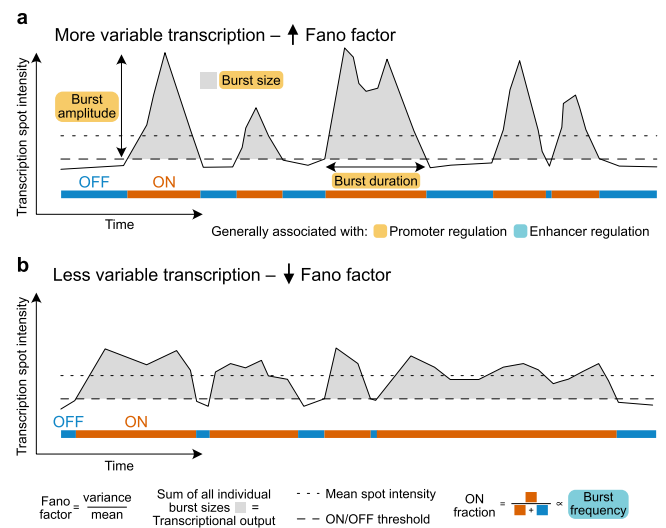 a
More variable transcription – ↑ Fano factor
Transcription spot intensity
Burst
amplitude
Burst size
Burst duration
OFF
ON
Time
Generally associated with: Promoter regulation Enhancer regulation
b
Less variable transcription – ↓ Fano factor
Transcription spot intensity
OFF
ON
Time
Fano
factor = variance
mean
Sum of all individual
burst sizes =
Transcriptional output
Mean spot intensity
ON/OFF threshold
ON
fraction = + ∝ Burst
frequency